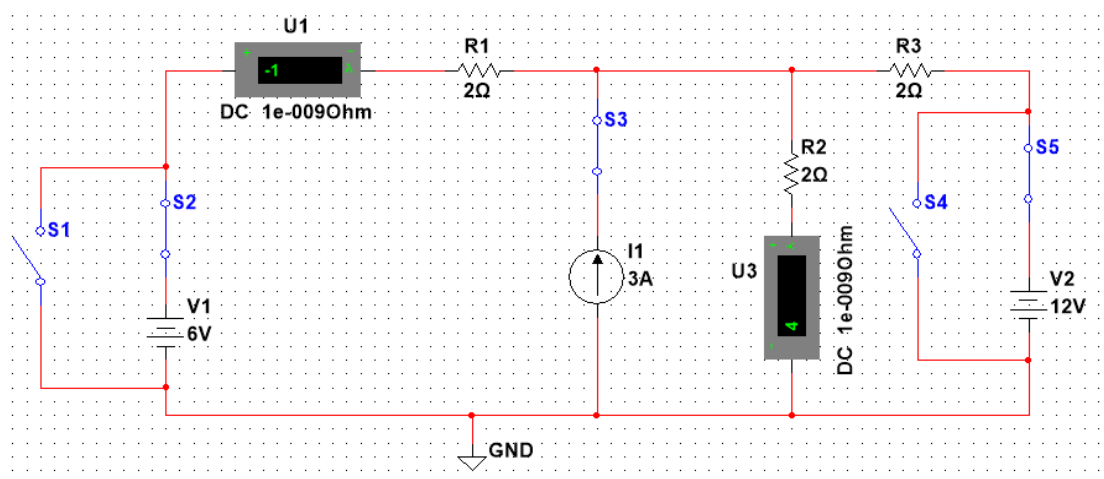 U1
-1
DC 1e-009Ohm
R1
2Ω
R3
2Ω
S3
S5
R2
2Ω
S1
S2
S4
I1
3A
U3
4
DC 1e-009Ohm
V1
6V
V2
12V
GND